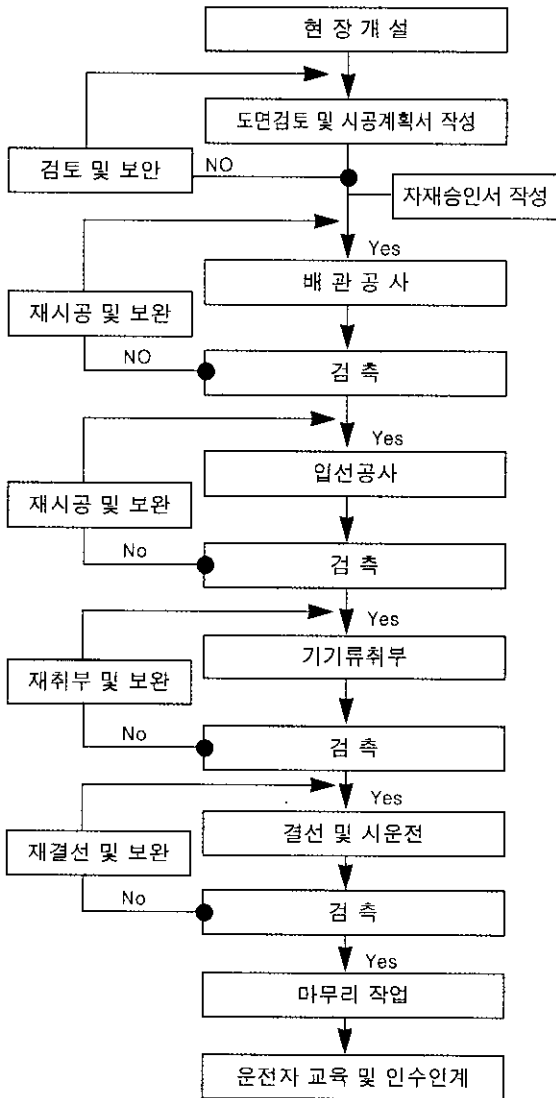 현 장 개 설
도면검토 및 시공계획서 작성
검토 및 보안
NO
자재승인서 작성
Yes
배 관 공 사
재시공 및 보완
NO
검 측
Yes
입선공사
재시공 및 보완
No
검 측
Yes
기기류취부
재취부 및 보완
No
검 측
Yes
결선 및 시운전
재결선 및 보완
No
검 측
Yes
마무리 작업
운전자 교육 및 인수인계